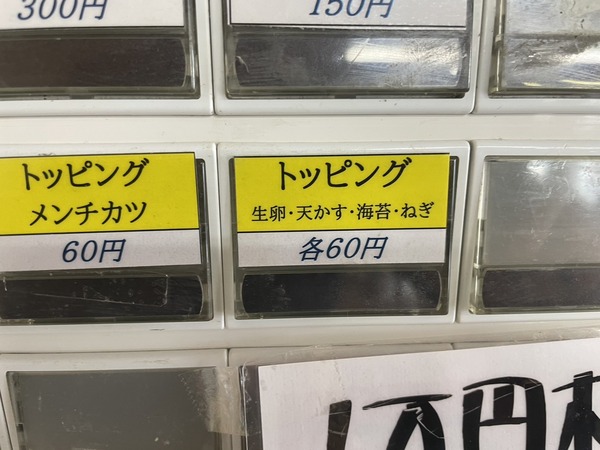 300円
150円
トッピング
メンチカツ
60円
トッピング
生卵・天かす・海苔・ねぎ
各60円